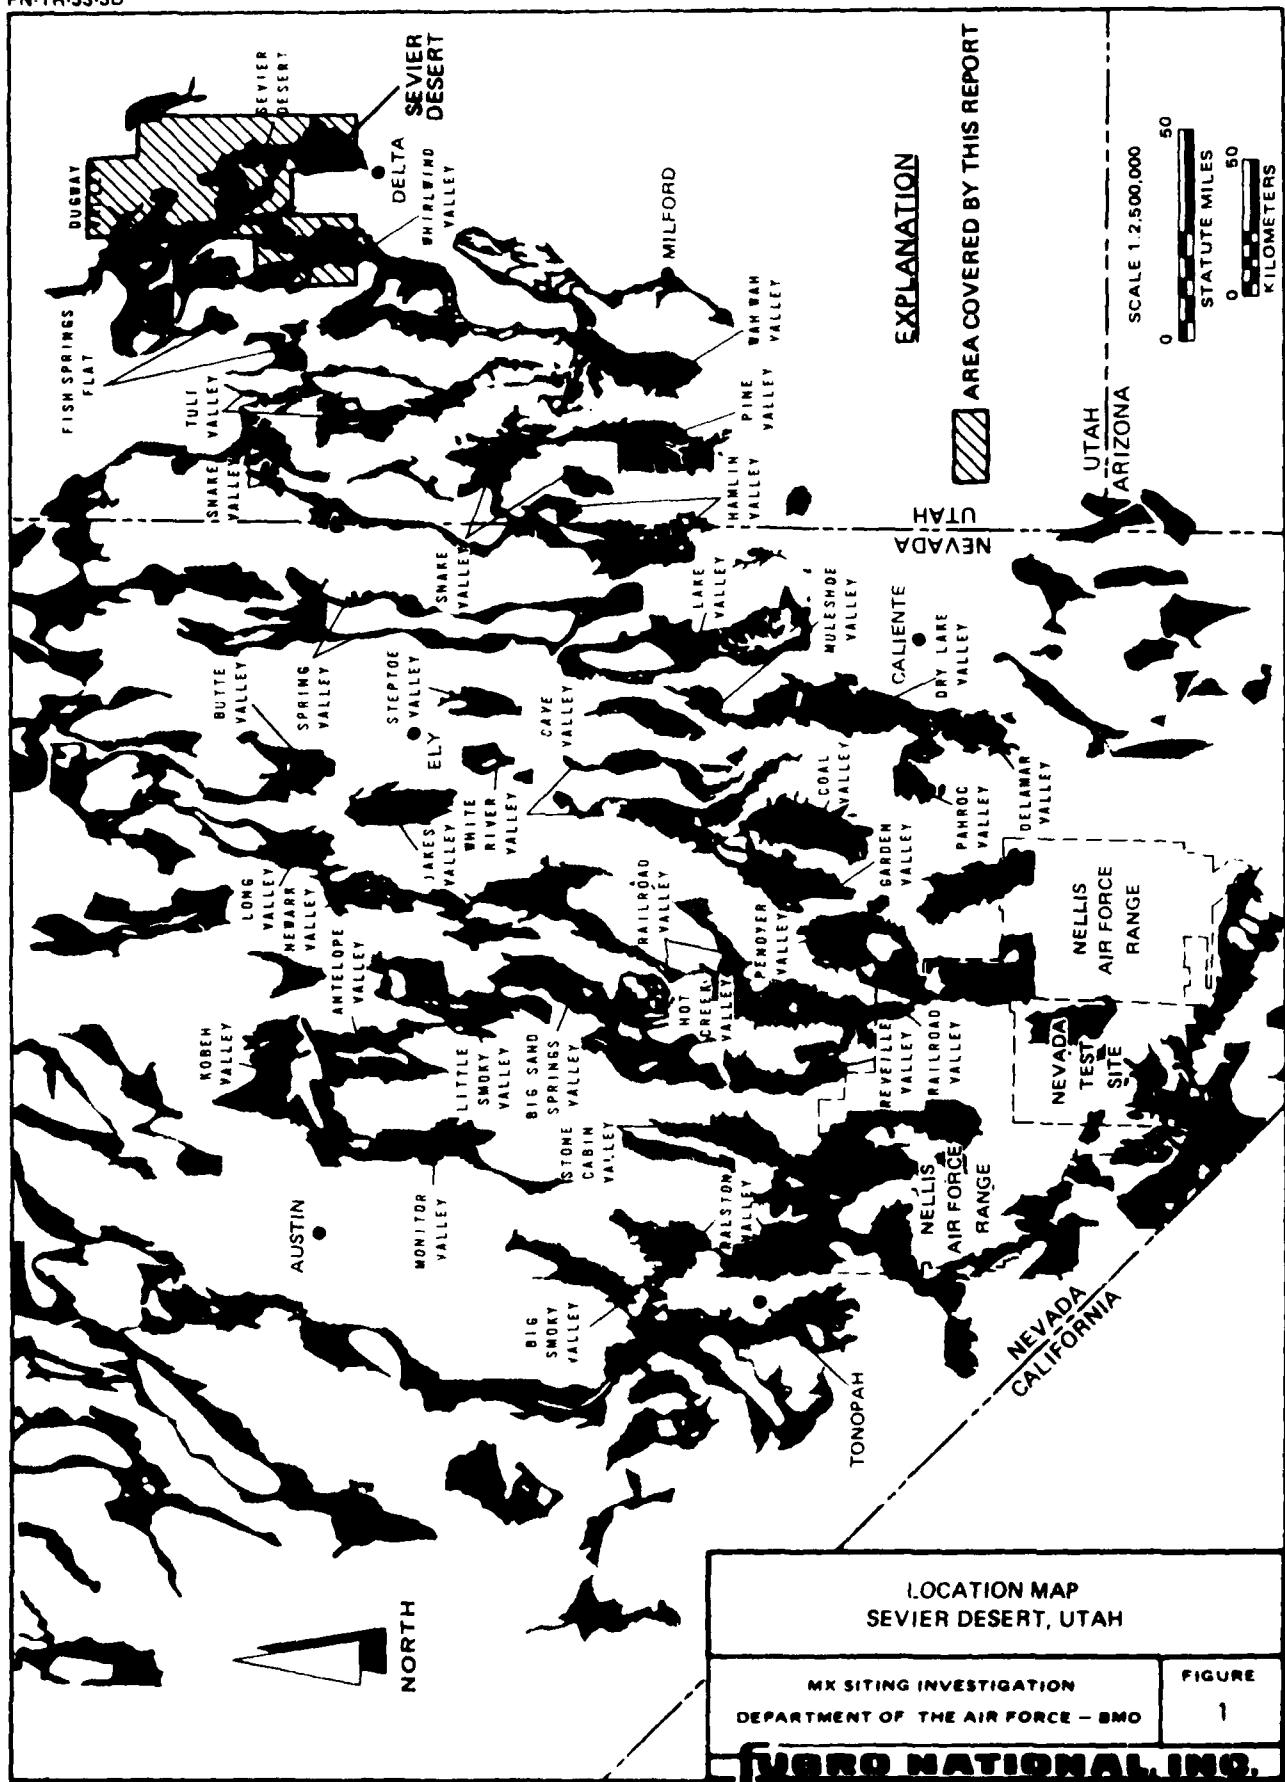 FN-TR-33-SD
DUGWAY
VALLEY
SEVIER
DESERT
SEVIER
DESERT
DELTA
WHIRLWIND
VALLEY
FISH SPRINGS
FLAT
TULE
VALLEY
SNAKE
VALLEY
MILFORD
WAH WAH
VALLEY
PINE
VALLEY
HAMLIN
VALLEY
SNAKE
VALLEY
LAKE
VALLEY
MULESHOE
VALLEY
BUTTE
VALLEY
SPRING
VALLEY
STEPTOE
VALLEY
ELY
CAVE
VALLEY
CALIENTE
DRY LAKE
VALLEY
JAKES
VALLEY
WHITE
RIVER
VALLEY
COAL
VALLEY
PAHROC
VALLEY
DELAMAR
VALLEY
LONG
VALLEY
NEWARK
VALLEY
ANTELOPE
VALLEY
RAILROAD
VALLEY
GARDEN
VALLEY
PENOYER
VALLEY
HOT
CREEK
VALLEY
KOBEH
VALLEY
LITTLE
SMOKY
VALLEY
BIG SAND
SPRINGS
VALLEY
STONE
CABIN
VALLEY
REVEILLE
VALLEY
RAILROAD
VALLEY
NELLIS
AIR FORCE
RANGE
NEVADA
TEST
SITE
AUSTIN
MONITOR
VALLEY
RALSTON
VALLEY
NELLIS
AIR FORCE
RANGE
BIG
SMOKY
VALLEY
TONOPAH
NEVADA
CALIFORNIA
NEVADA
UTAH
UTAH
ARIZONA
EXPLANATION
AREA COVERED BY THIS REPORT
SCALE 1:2,500,000
0 50
STATUTE MILES
0 50
KILOMETERS
NORTH
LOCATION MAP
SEVIER DESERT, UTAH
MX SITING INVESTIGATION
DEPARTMENT OF THE AIR FORCE – BMO
FIGURE
1
FUGRO NATIONAL, INC.